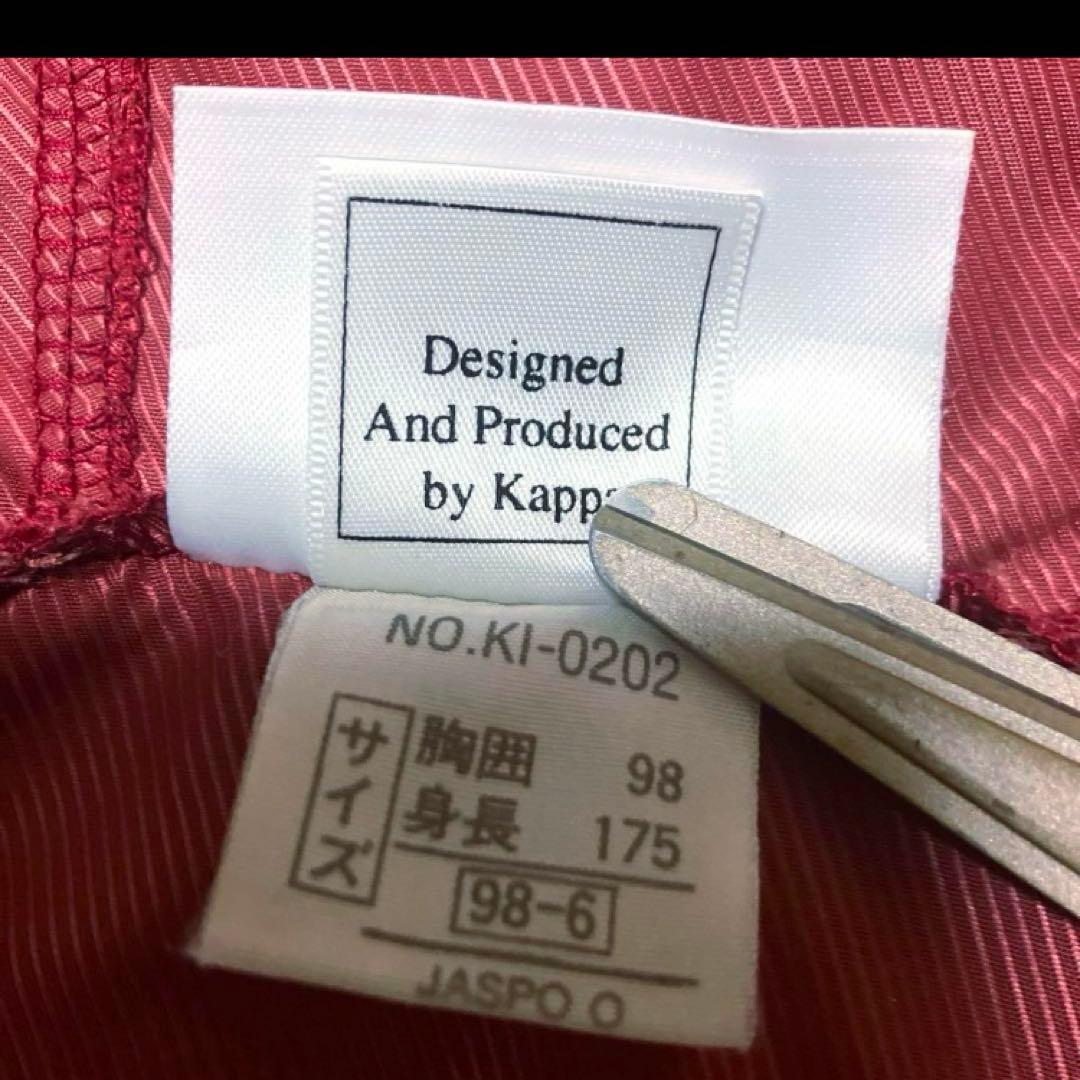 Designed
And Produced
by Kappa
NO.KI-0202
サイズ
胸囲 98
身長 175
98-6
JASPO O